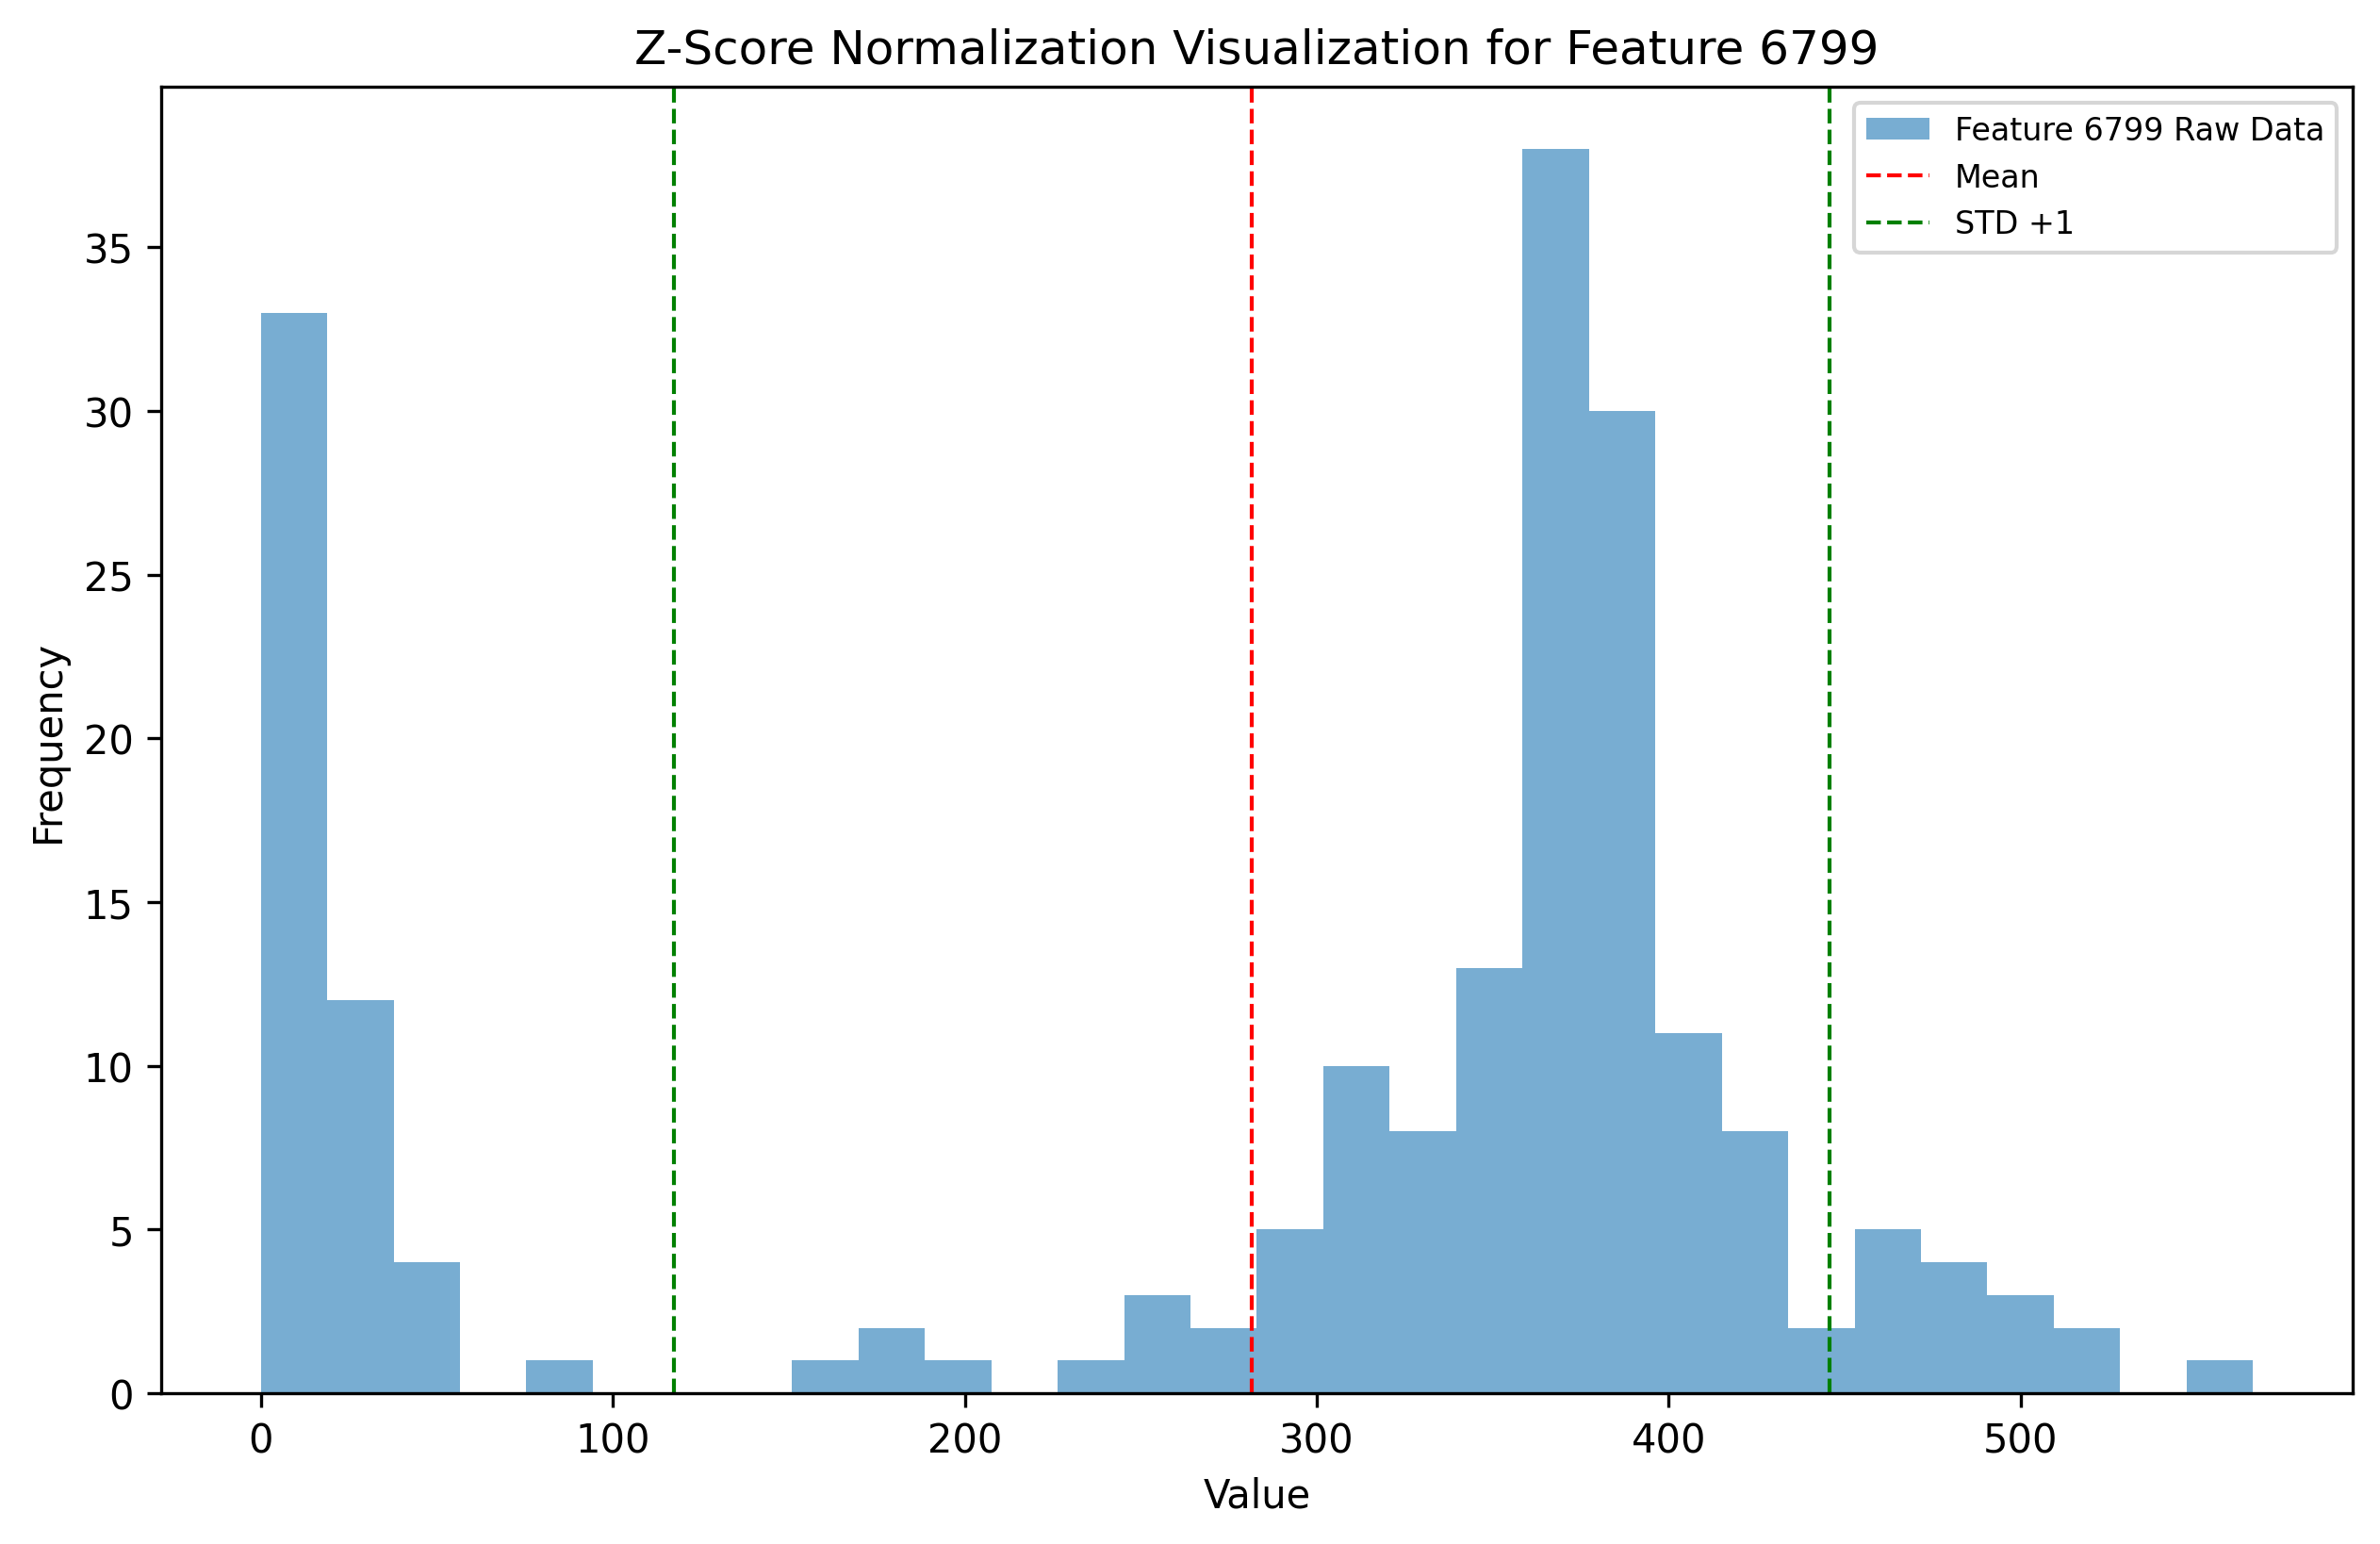 Z-Score Normalization Visualization for Feature 6799
Feature 6799 Raw Data
Mean
STD +1
35
30
25
20
15
10
5
0
Frequency
0 100 200 300 400 500
Value